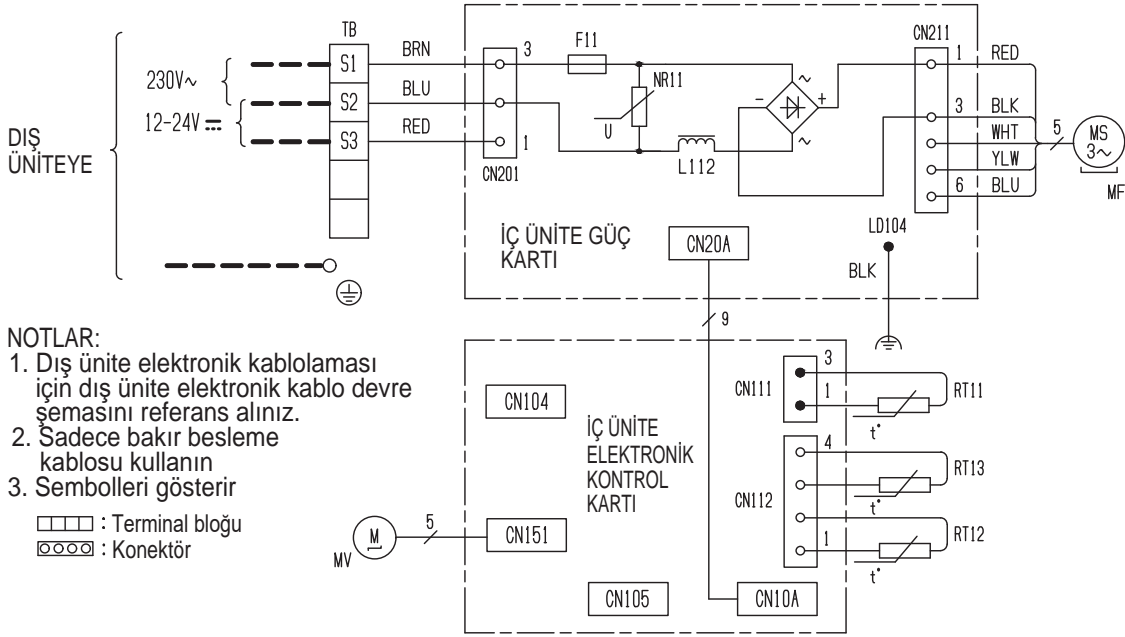 DIŞ
ÜNİTEYE
230V~
12-24V ⎓
TB
S1
S2
S3
BRN
BLU
RED
3
1
CN201
F11
NR11
U
L112
~
-
+
~
CN211
1
3
6
RED
BLK
WHT
YLW
BLU
5
MS
3~
MF
İÇ ÜNİTE GÜÇ
KARTI
CN20A
LD104
BLK
9
NOTLAR:
1. Dış ünite elektronik kablolaması
için dış ünite elektronik kablo devre
şemasını referans alınız.
2. Sadece bakır besleme
kablosu kullanın
3. Sembolleri gösterir
: Terminal bloğu
: Konektör
MV
M
5
CN104
CN151
İÇ ÜNİTE
ELEKTRONİK
KONTROL
KARTI
CN105
CN10A
CN111
3
1
RT11
t°
CN112
4
1
RT13
t°
RT12
t°